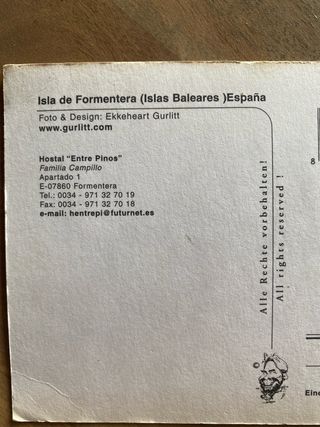 Isla de Formentera (Islas Baleares )España
Foto & Design: Ekkeheart Gurlitt
www.gurlitt.com
Hostal "Entre Pinos"
Familia Campillo
Apartado 1
E-07860 Formentera
Tel.: 0034 - 971 32 70 19
Fax: 0034 - 971 32 70 18
e-mail: hentrepi@futurnet.es
Alle Rechte vorbehalten!
All rights reserved !
8
©
Eine